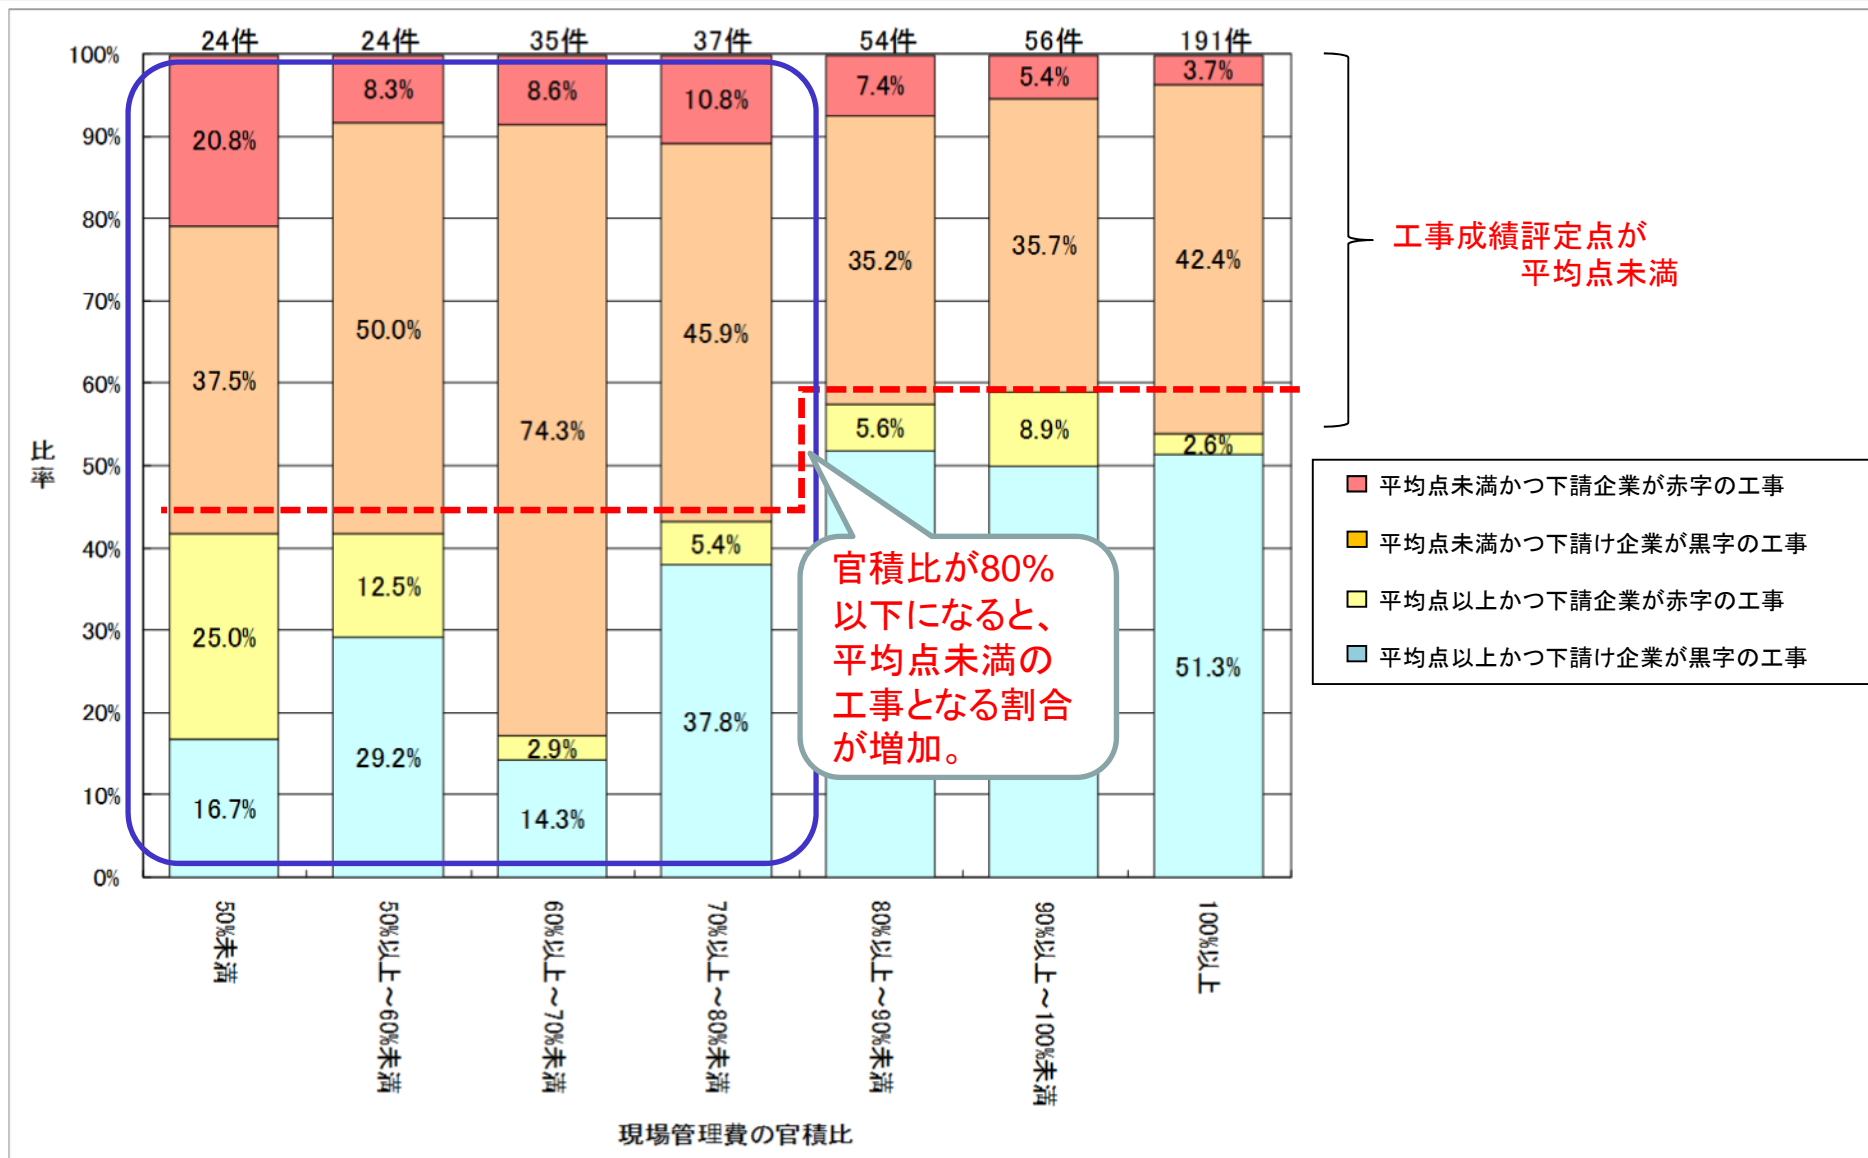 24件 24件 35件 37件 54件 56件 191件
100%
90%
80%
70%
60%
50%
40%
30%
20%
10%
0%
比率
20.8%
37.5%
25.0%
16.7%
8.3%
50.0%
12.5%
29.2%
8.6%
74.3%
2.9%
14.3%
10.8%
45.9%
5.4%
37.8%
7.4%
35.2%
5.6%
5.4%
35.7%
8.9%
3.7%
42.4%
2.6%
51.3%
官積比が80%
以下になると、
平均点未満の
工事となる割合
が増加。
工事成績評定点が
平均点未満
平均点未満かつ下請企業が赤字の工事
平均点未満かつ下請け企業が黒字の工事
平均点以上かつ下請企業が赤字の工事
平均点以上かつ下請け企業が黒字の工事
50%未満
50%以上～60%未満
60%以上～70%未満
70%以上～80%未満
80%以上～90%未満
90%以上～100%未満
100%以上
現場管理費の官積比